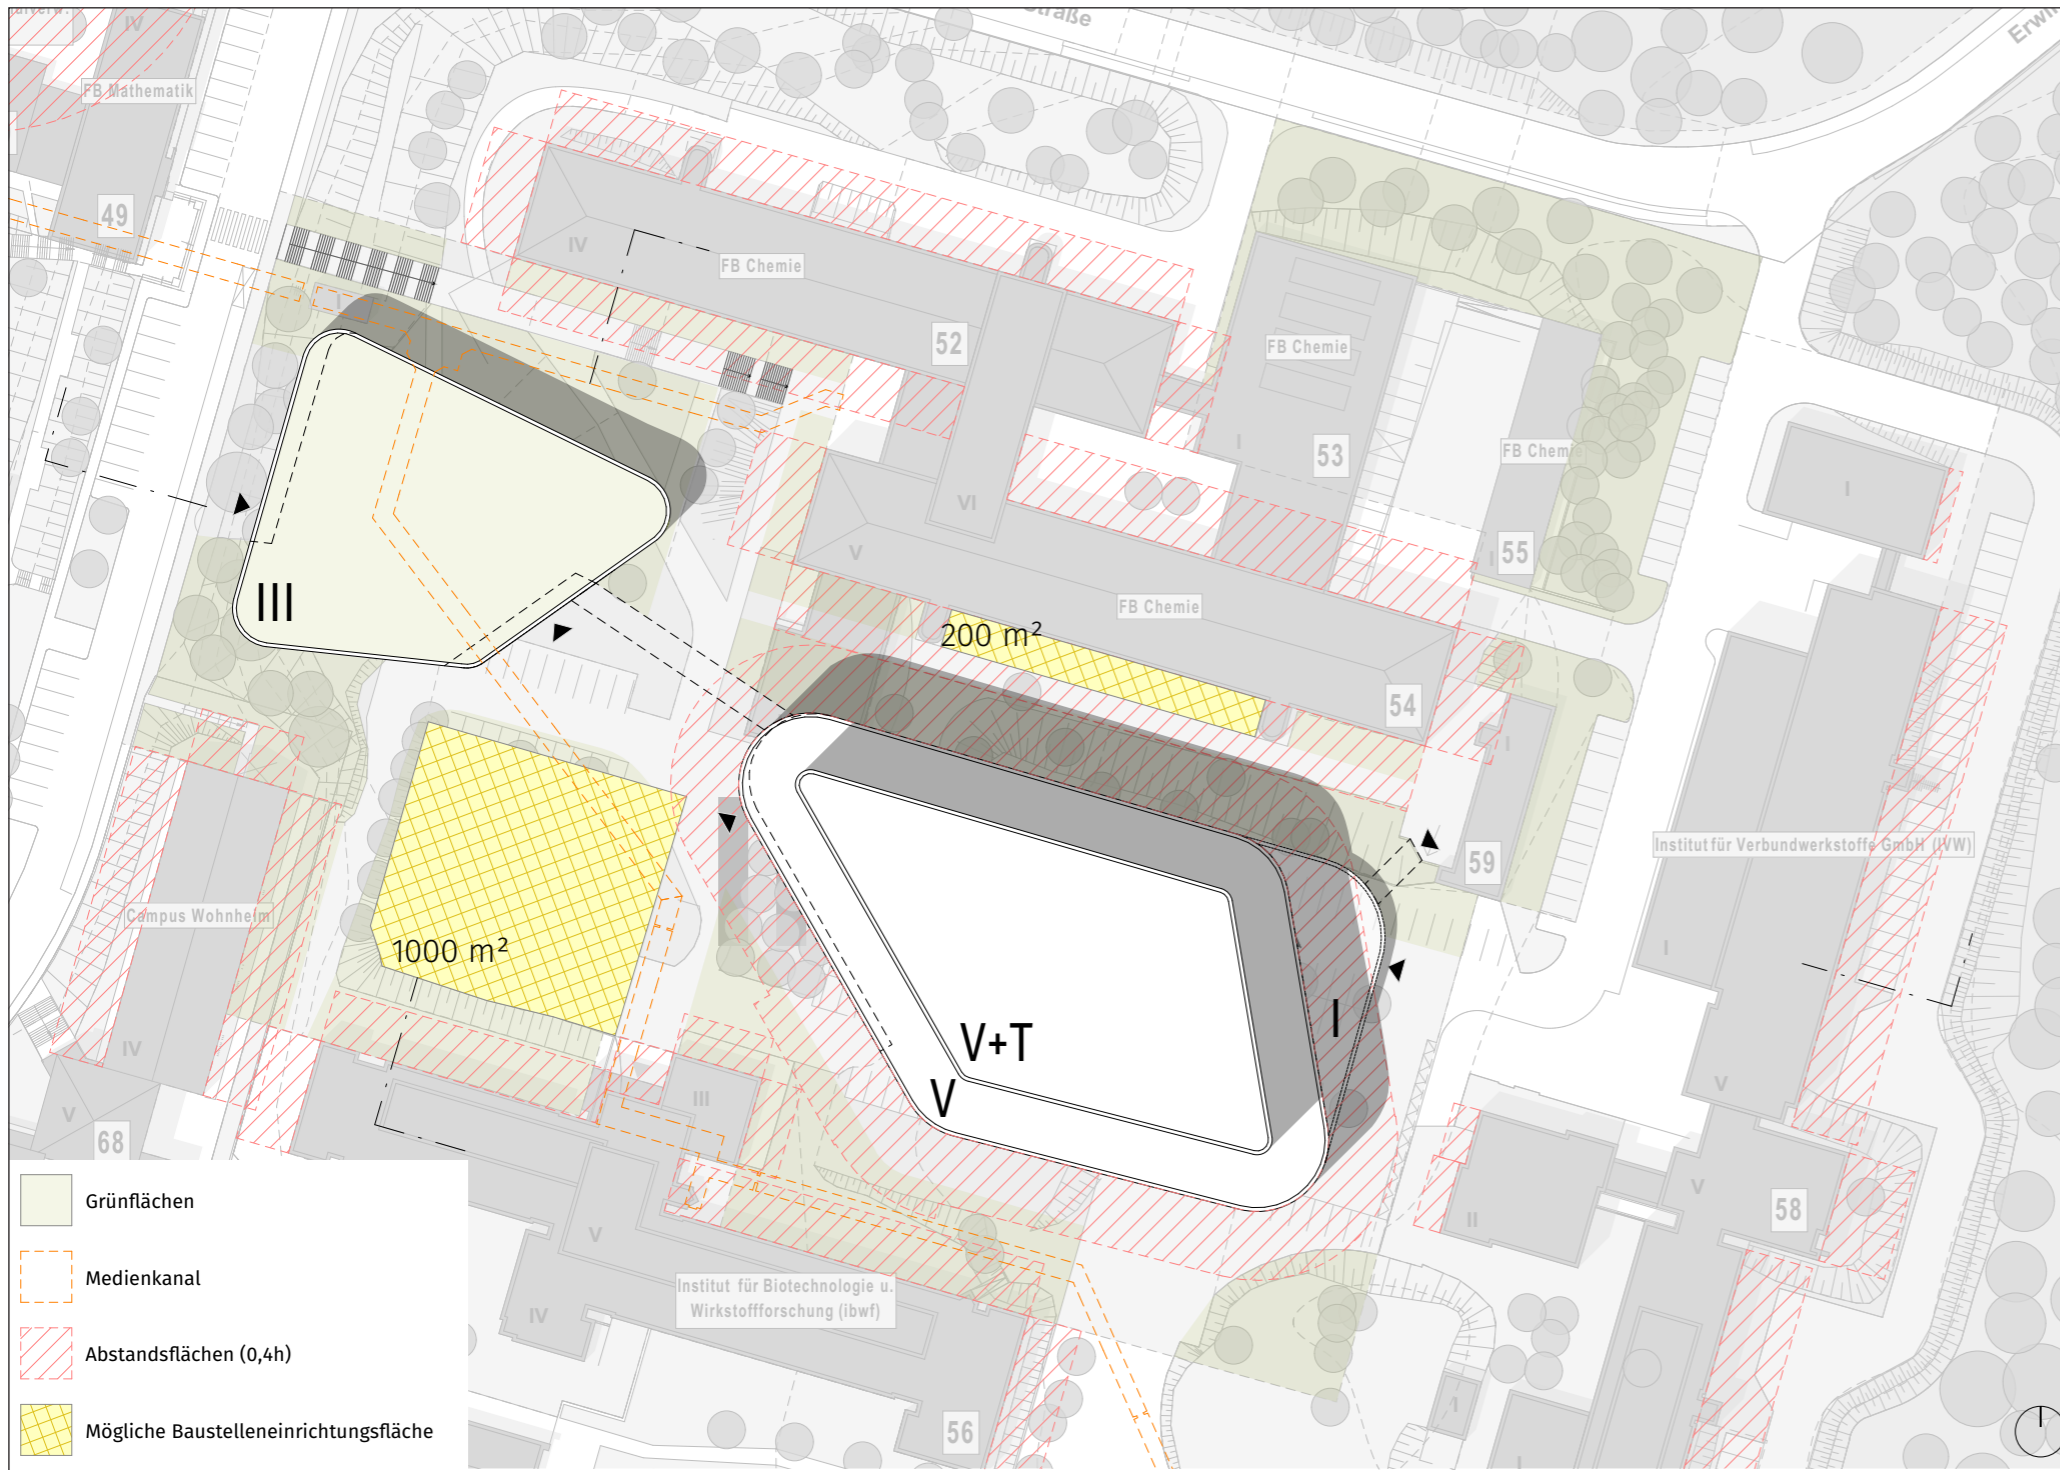 Straße
IV
FB Mathematik
49
I
IV
FB Chemie
52
FB Chemie
I
53
FB Chem
I
55
I
VI
V
FB Chemie
54
I
59
III
200 m²
1000 m²
V+T
V
I
Campus Wohnheim
IV
V
68
III
V
IV
Institut für Biotechnologie u.
Wirkstoffforschung (ibwf)
56
Institut für Verbundwerkstoffe GmbH (IVW)
I
V
V
58
II
I
I
Grünflächen
Medienkanal
Abstandsflächen (0,4h)
Mögliche Baustelleneinrichtungsfläche